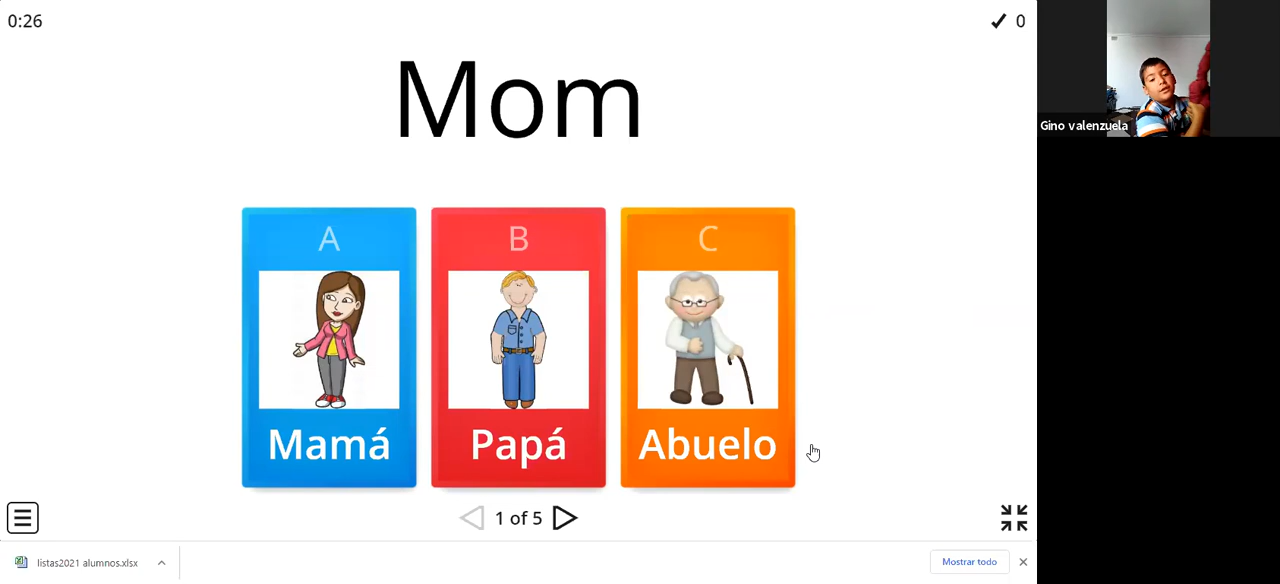 0:26
0
Mom
Gino valenzuela
A
B
C
Mamá
Papá
Abuelo
1 of 5
listas2021 alumnos.xlsx
Mostrar todo